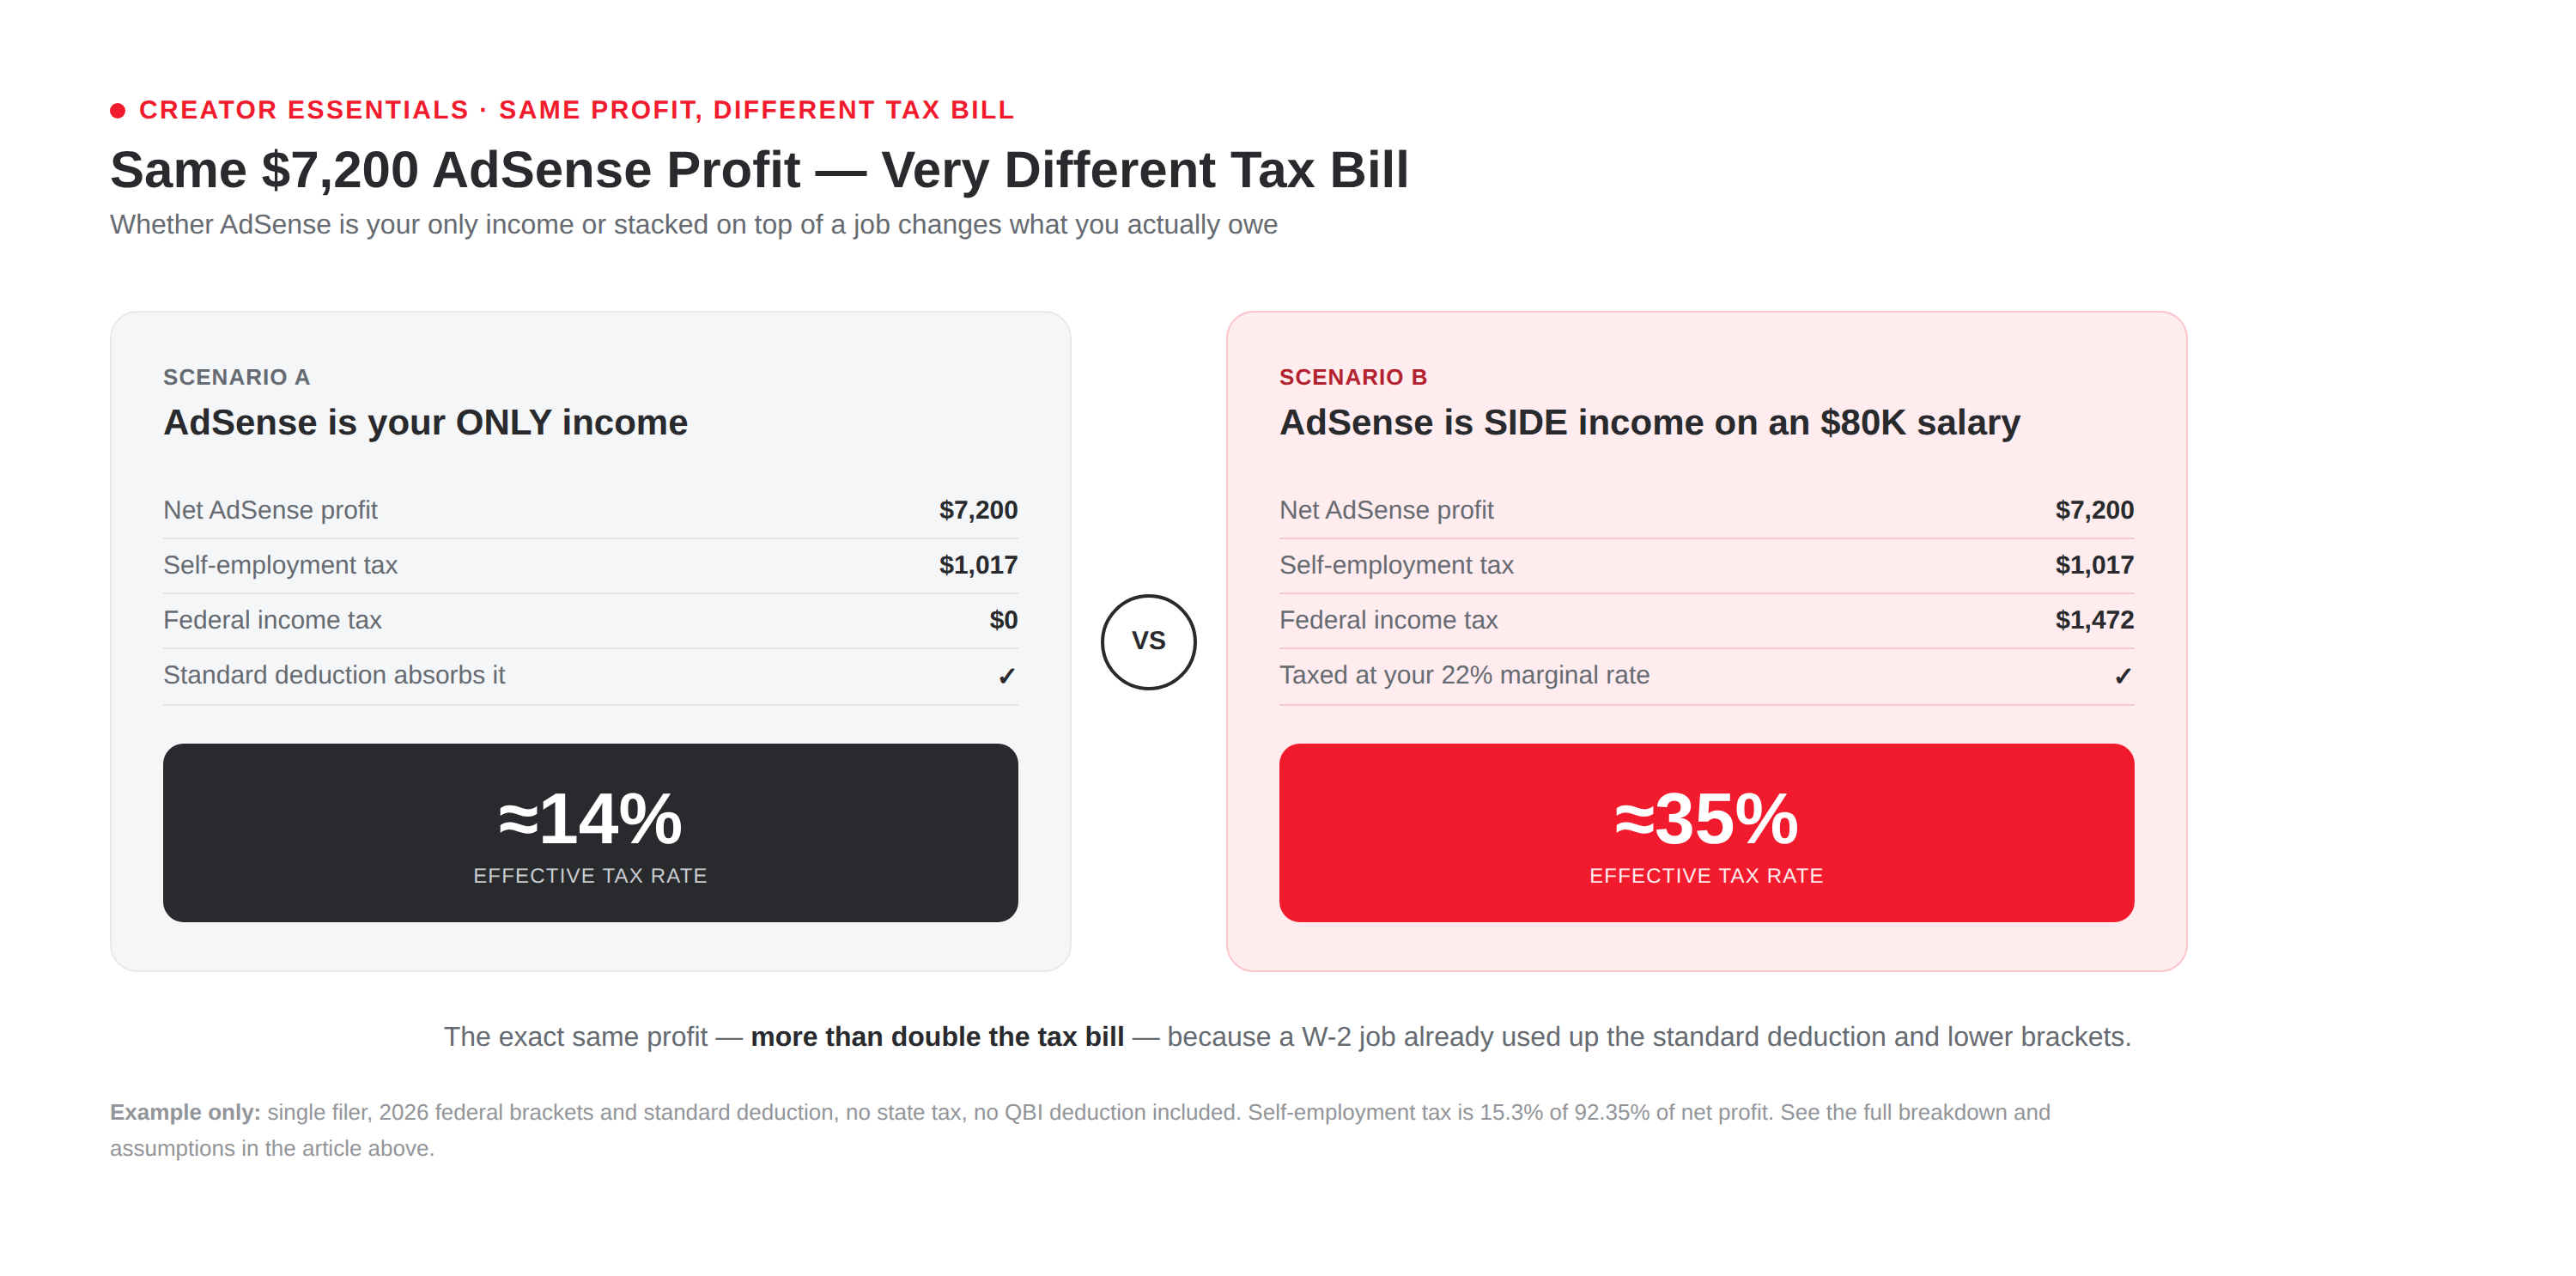 CREATOR ESSENTIALS · SAME PROFIT, DIFFERENT TAX BILL
Same $7,200 AdSense Profit — Very Different Tax Bill
Whether AdSense is your only income or stacked on top of a job changes what you actually owe
SCENARIO A
AdSense is your ONLY income
Net AdSense profit $7,200
Self-employment tax $1,017
Federal income tax $0
Standard deduction absorbs it ✓
≈14%
EFFECTIVE TAX RATE
VS
SCENARIO B
AdSense is SIDE income on an $80K salary
Net AdSense profit $7,200
Self-employment tax $1,017
Federal income tax $1,472
Taxed at your 22% marginal rate ✓
≈35%
EFFECTIVE TAX RATE
The exact same profit — more than double the tax bill — because a W-2 job already used up the standard deduction and lower brackets.
Example only: single filer, 2026 federal brackets and standard deduction, no state tax, no QBI deduction included. Self-employment tax is 15.3% of 92.35% of net profit. See the full breakdown and
assumptions in the article above.